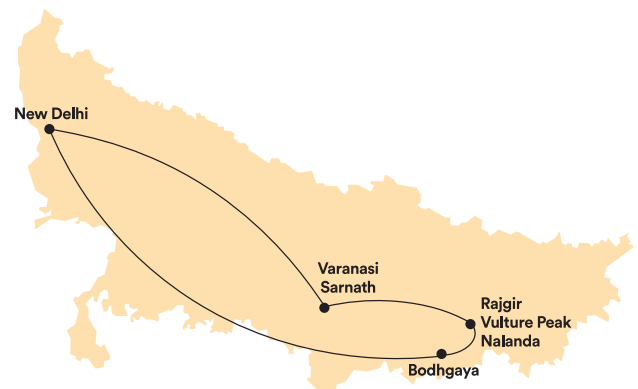 New Delhi
Varanasi
Sarnath
Rajgir
Vulture Peak
Nalanda
Bodhgaya